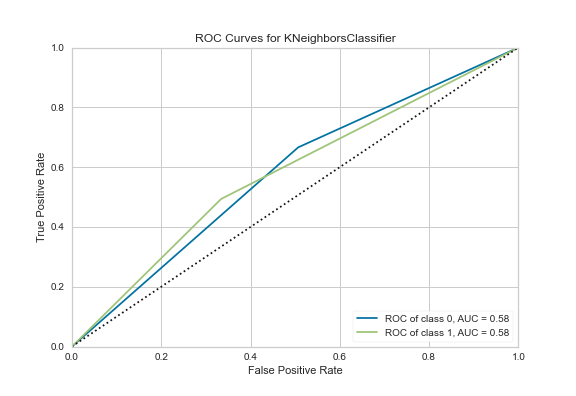 ROC Curves for KNeighborsClassifier
1.0
0.8
0.6
0.4
0.2
0.0
True Positive Rate
0.0 0.2 0.4 0.6 0.8 1.0
False Positive Rate
ROC of class 0, AUC = 0.58
ROC of class 1, AUC = 0.58